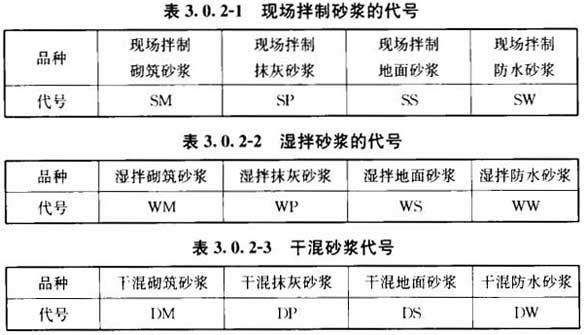 表 3.0.2-1 现场拌制砂浆的代号
品种 现场拌制砌筑砂浆 现场拌制抹灰砂浆 现场拌制地面砂浆 现场拌制防水砂浆
代号 SM SP SS SW
表 3.0.2-2 湿拌砂浆的代号
品种 湿拌砌筑砂浆 湿拌抹灰砂浆 湿拌地面砂浆 湿拌防水砂浆
代号 WM WP WS WW
表 3.0.2-3 干混砂浆代号
品种 干混砌筑砂浆 干混抹灰砂浆 干混地面砂浆 干混防水砂浆
代号 DM DP DS DW